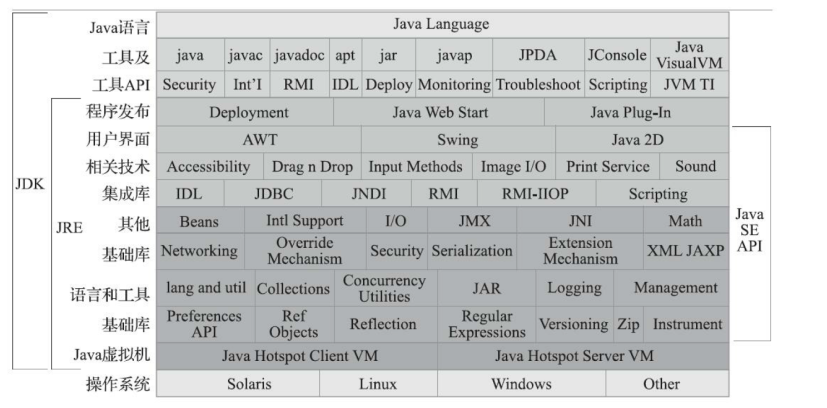 Java语言 Java Language
工具及 java javac javadoc apt jar javap JPDA JConsole Java VisualVM
工具API Security Int'I RMI IDL Deploy Monitoring Troubleshoot Scripting JVM TI
程序发布 Deployment Java Web Start Java Plug-In
用户界面 AWT Swing Java 2D
相关技术 Accessibility Drag n Drop Input Methods Image I/O Print Service Sound
集成库 IDL JDBC JNDI RMI RMI-IIOP Scripting
其他 Beans Intl Support I/O JMX JNI Math
基础库 Networking Override Mechanism Security Serialization Extension Mechanism XML JAXP
语言和工具 lang and util Collections Concurrency Utilities JAR Logging Management
基础库 Preferences API Ref Objects Reflection Regular Expressions Versioning Zip Instrument
Java虚拟机 Java Hotspot Client VM Java Hotspot Server VM
操作系统 Solaris Linux Windows Other
JDK
JRE
Java
SE
API